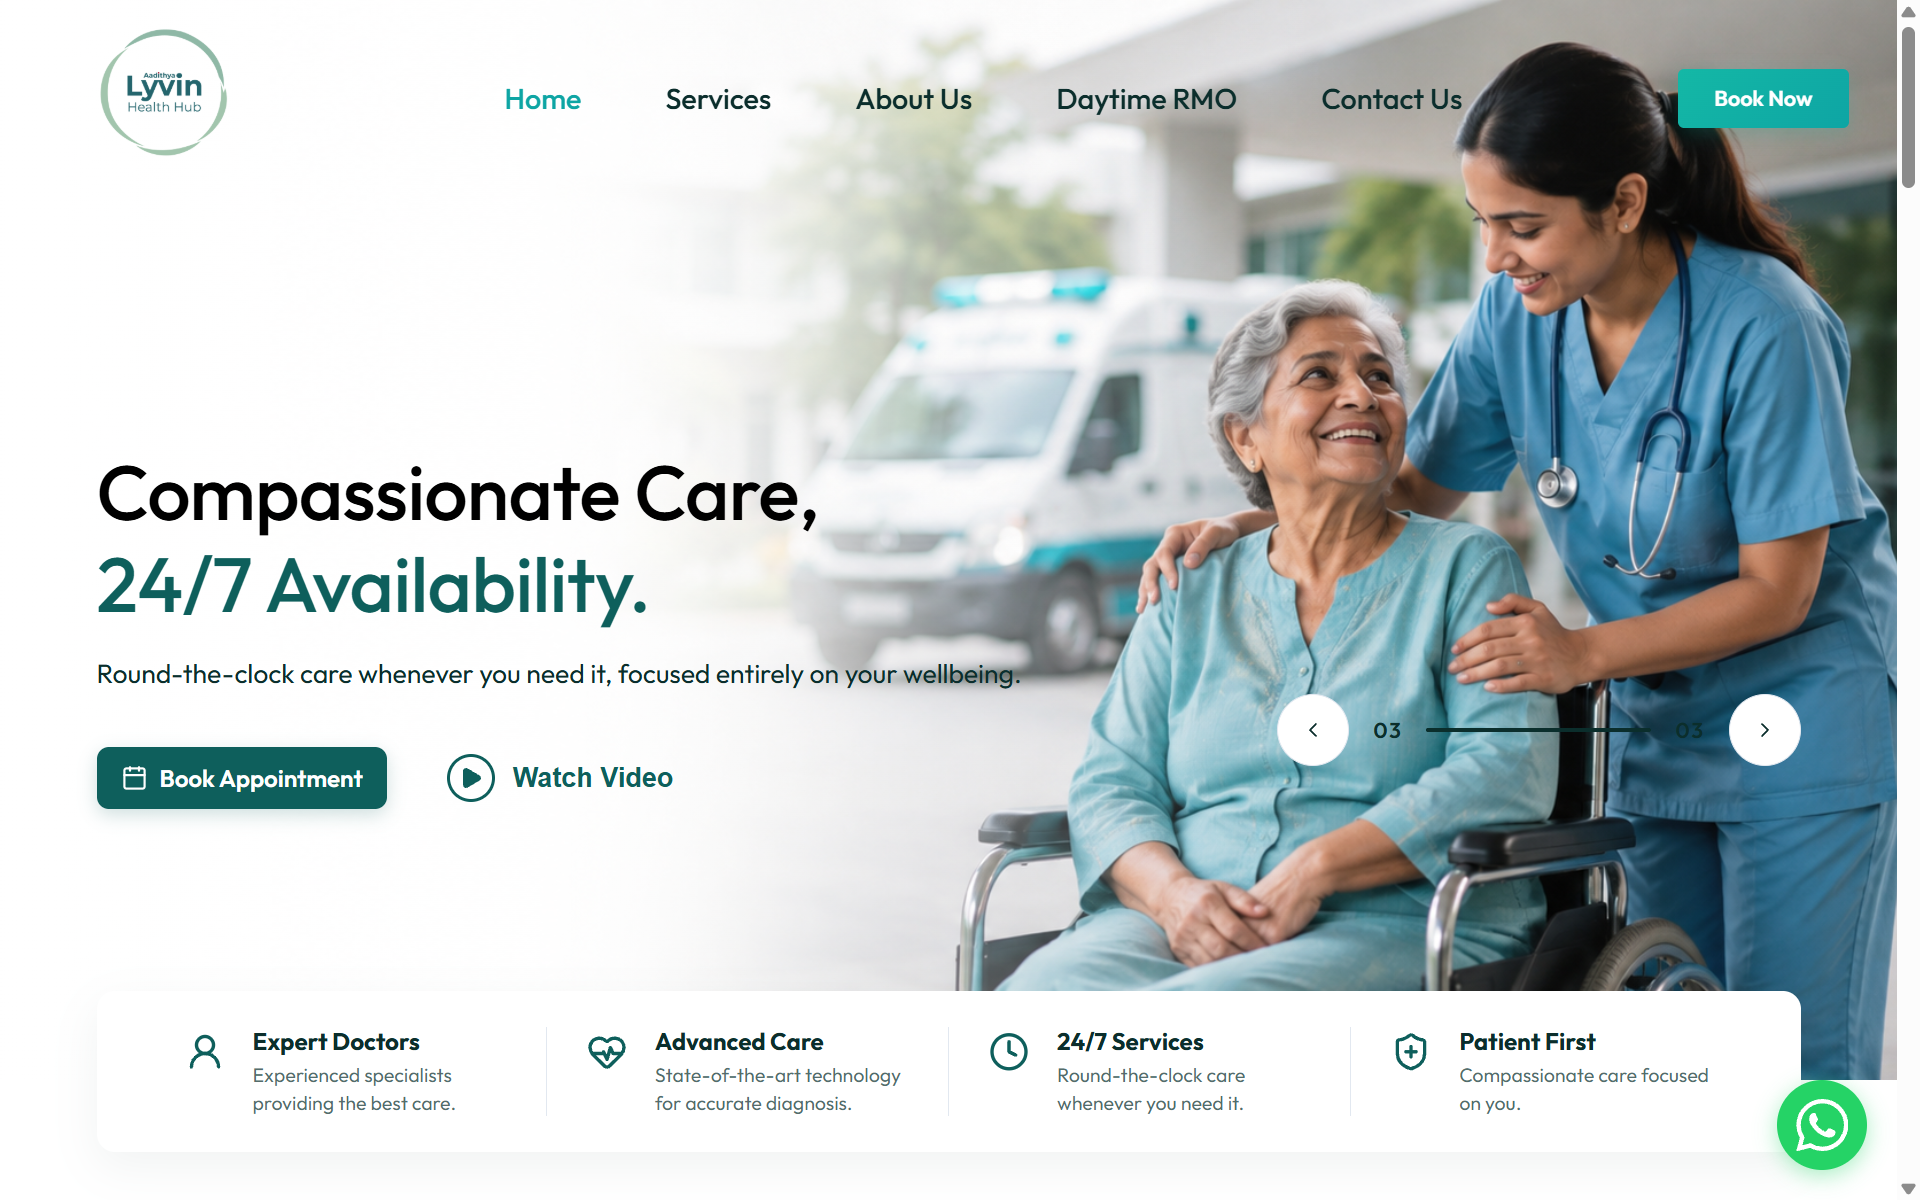 Aadithya
Lyvin
Health Hub
Home
Services
About Us
Daytime RMO
Contact Us
Book Now
Compassionate Care,
24/7 Availability.
Round-the-clock care whenever you need it, focused entirely on your wellbeing.
Book Appointment
Watch Video
03
03
Expert Doctors
Experienced specialists
providing the best care.
Advanced Care
State-of-the-art technology
for accurate diagnosis.
24/7 Services
Round-the-clock care
whenever you need it.
Patient First
Compassionate care focused
on you.